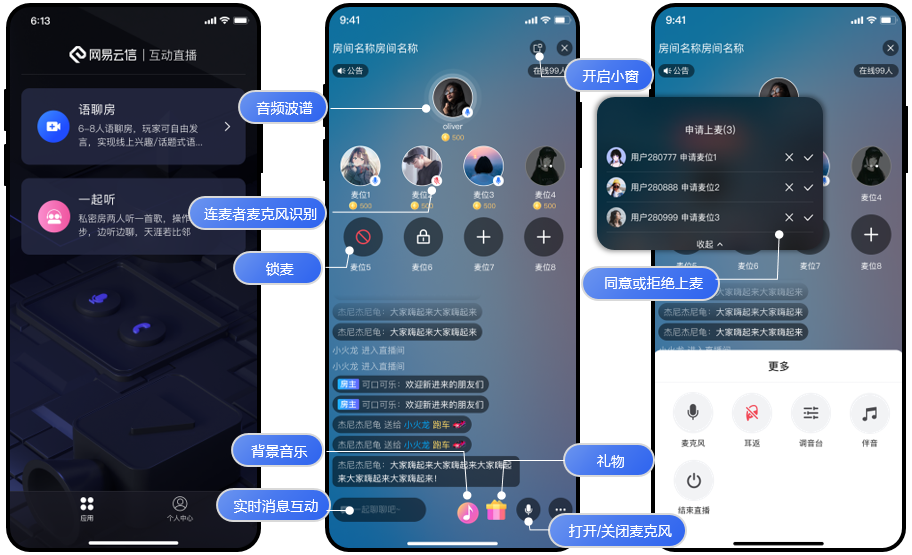 6:13
网易云信 | 互动直播
语聊房
6-8人语聊房，玩家可自由发
言，实现线上兴趣/话题式语...
一起听
私密房两人听一首歌，操作
步，边听边聊，天涯若比邻
应用
个人中心
音频波谱
连麦者麦克风识别
锁麦
背景音乐
实时消息互动
9:41
房间名称房间名称
公告
在线99人
oliver
500
麦位1
麦位2
麦位3
麦位4
500
500
500
500
麦位5
麦位6
麦位7
麦位8
杰尼杰尼龟：大家嗨起来大家嗨起来
杰尼杰尼龟：大家嗨起来大家嗨起来
小火龙 进入直播间
小火龙 进入直播间
房主 可口可乐：欢迎新进来的朋友们
房主 可口可乐：欢迎新进来的朋友们
杰尼杰尼龟 送给 小火龙 跑车
杰尼杰尼龟 送给 小火龙 跑车
杰尼杰尼龟：大家嗨起来大家嗨起来大家嗨起
来大家嗨起来大家嗨起来!
一起聊聊吧~
开启小窗
同意或拒绝上麦
礼物
打开/关闭麦克风
9:41
房间名称房间名称
公告
在线99人
申请上麦(3)
用户280777 申请麦位1
用户280888 申请麦位2
用户280999 申请麦位3
收起
麦位4
麦位6
麦位7
麦位8
杰尼杰尼龟：大家嗨起来大家嗨起来
杰尼杰尼龟：大家嗨起来大家嗨起来
小火龙 进入直播间
更多
麦克风
耳返
调音台
伴音
结束直播